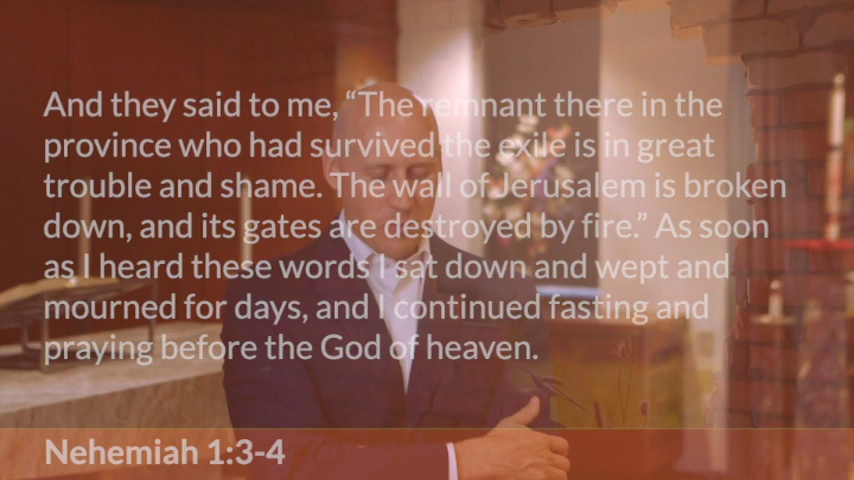 And they said to me, “The remnant there in the
province who had survived the exile is in great
trouble and shame. The wall of Jerusalem is broken
down, and its gates are destroyed by fire.” As soon
as I heard these words I sat down and wept and
mourned for days, and I continued fasting and
praying before the God of heaven.
Nehemiah 1:3-4